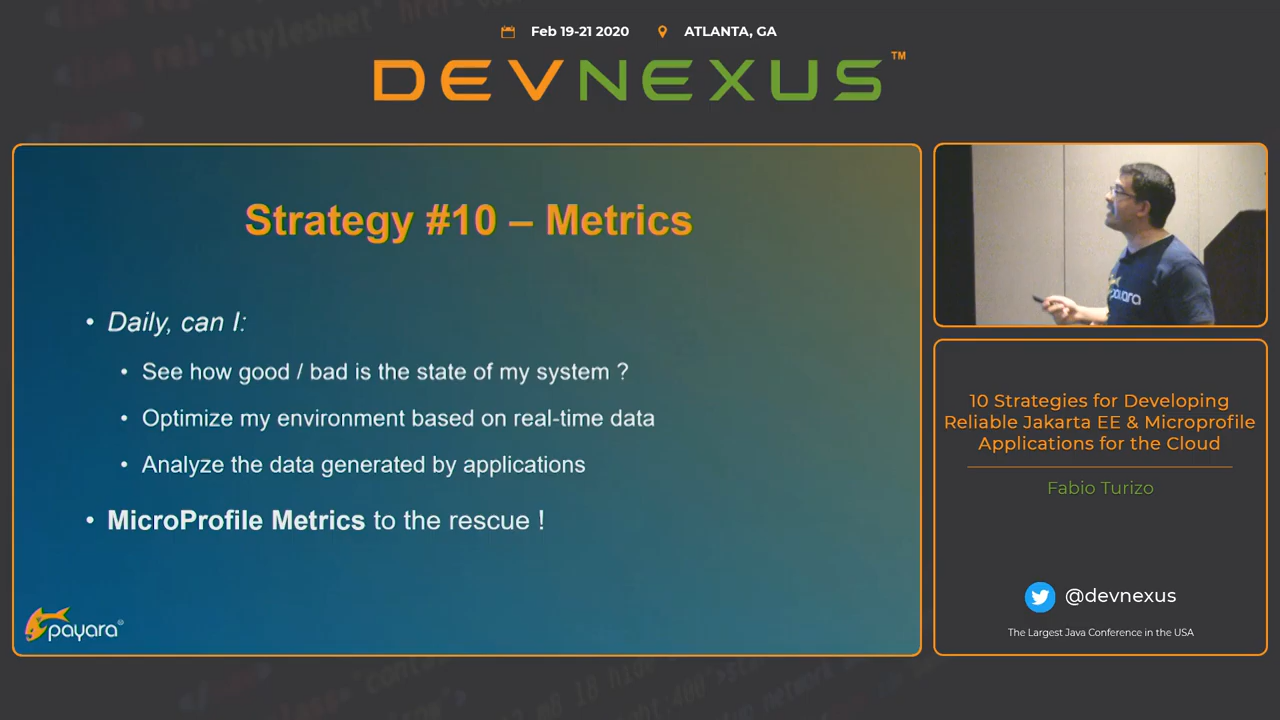 Feb 19-21 2020 ATLANTA, GA
DEVNEXUS™
Strategy #10 – Metrics
• Daily, can I:
• See how good / bad is the state of my system ?
• Optimize my environment based on real-time data
• Analyze the data generated by applications
• MicroProfile Metrics to the rescue !
payara®
payara
10 Strategies for Developing
Reliable Jakarta EE & Microprofile
Applications for the Cloud
Fabio Turizo
@devnexus
The Largest Java Conference in the USA